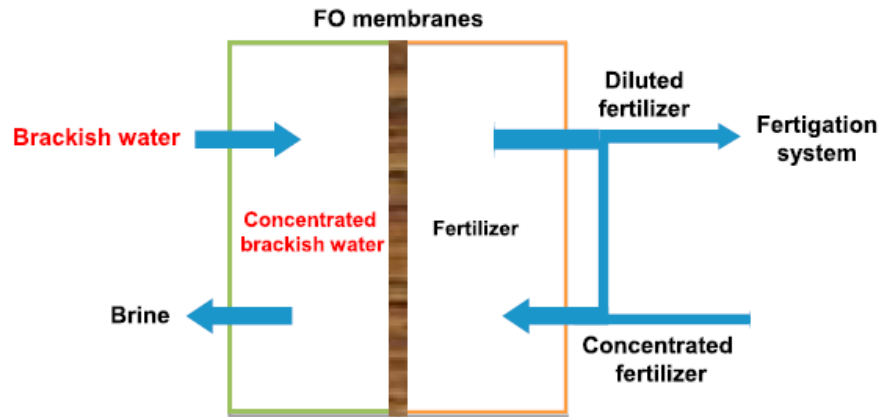 FO membranes
Brackish water
Concentrated
brackish water
Brine
Fertilizer
Diluted
fertilizer
Fertigation
system
Concentrated
fertilizer